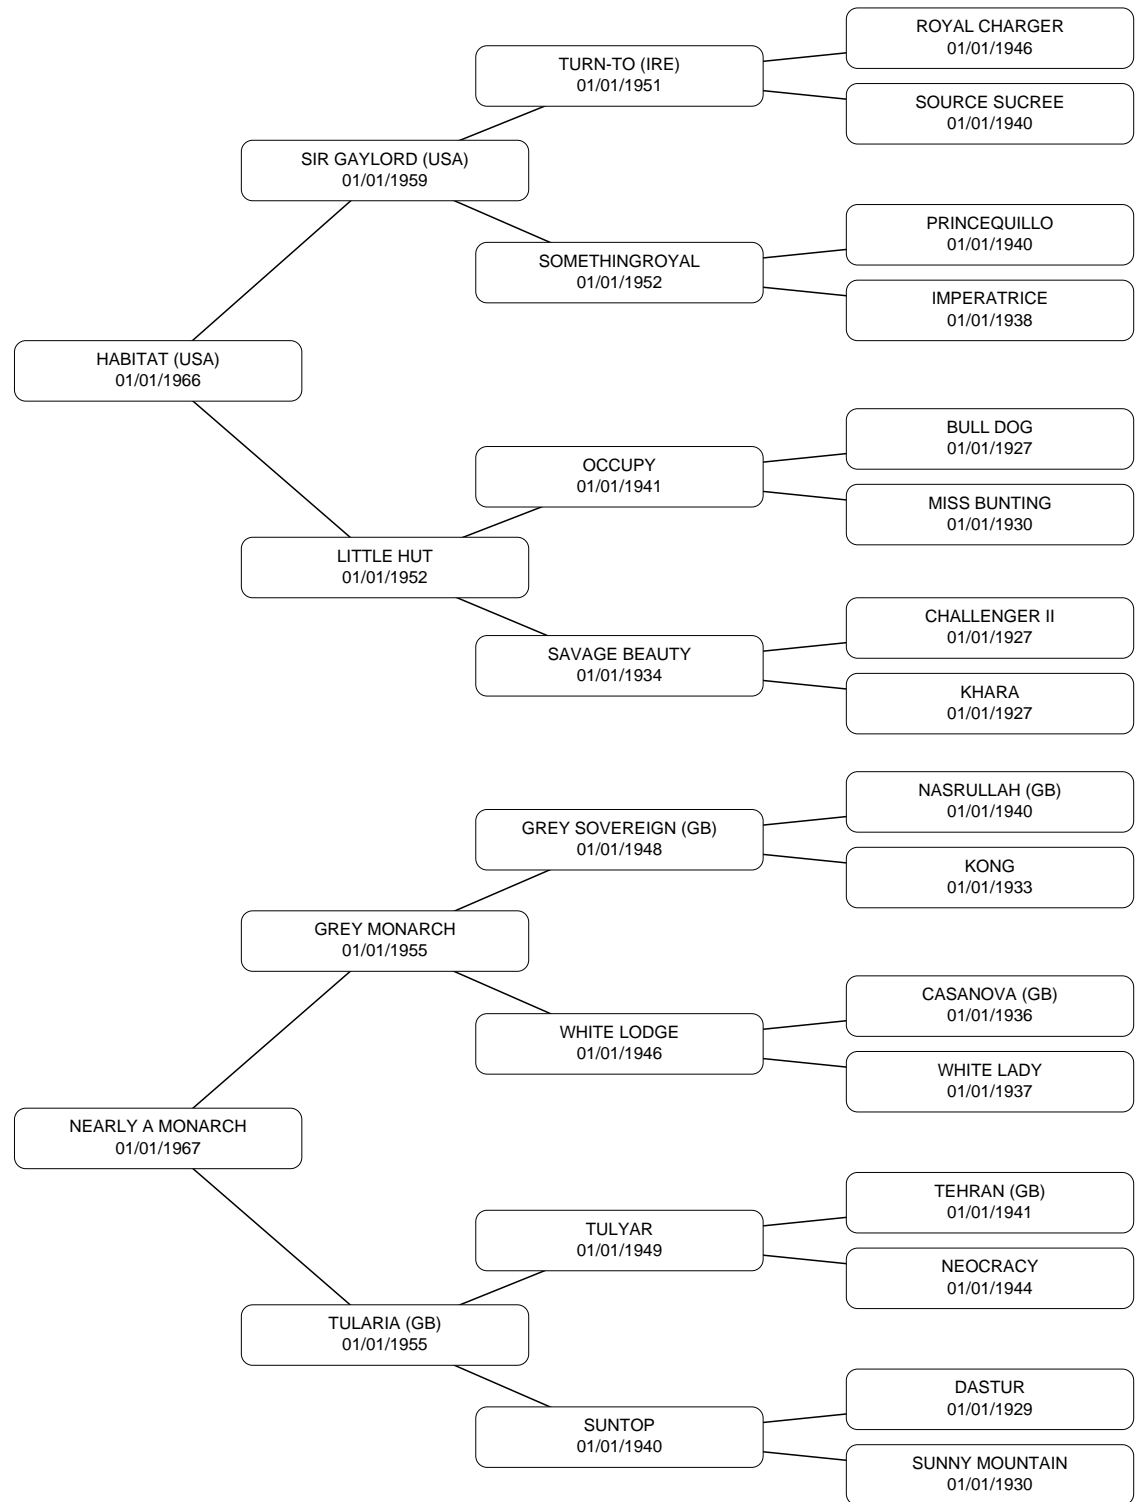 ROYAL CHARGER
01/01/1946
TURN-TO (IRE)
01/01/1951
SOURCE SUCREE
01/01/1940
SIR GAYLORD (USA)
01/01/1959
PRINCEQUILLO
01/01/1940
SOMETHINGROYAL
01/01/1952
IMPERATRICE
01/01/1938
HABITAT (USA)
01/01/1966
BULL DOG
01/01/1927
OCCUPY
01/01/1941
MISS BUNTING
01/01/1930
LITTLE HUT
01/01/1952
CHALLENGER II
01/01/1927
SAVAGE BEAUTY
01/01/1934
KHARA
01/01/1927
NASRULLAH (GB)
01/01/1940
GREY SOVEREIGN (GB)
01/01/1948
KONG
01/01/1933
GREY MONARCH
01/01/1955
CASANOVA (GB)
01/01/1936
WHITE LODGE
01/01/1946
WHITE LADY
01/01/1937
NEARLY A MONARCH
01/01/1967
TEHRAN (GB)
01/01/1941
TULYAR
01/01/1949
NEOCRACY
01/01/1944
TULARIA (GB)
01/01/1955
DASTUR
01/01/1929
SUNTOP
01/01/1940
SUNNY MOUNTAIN
01/01/1930